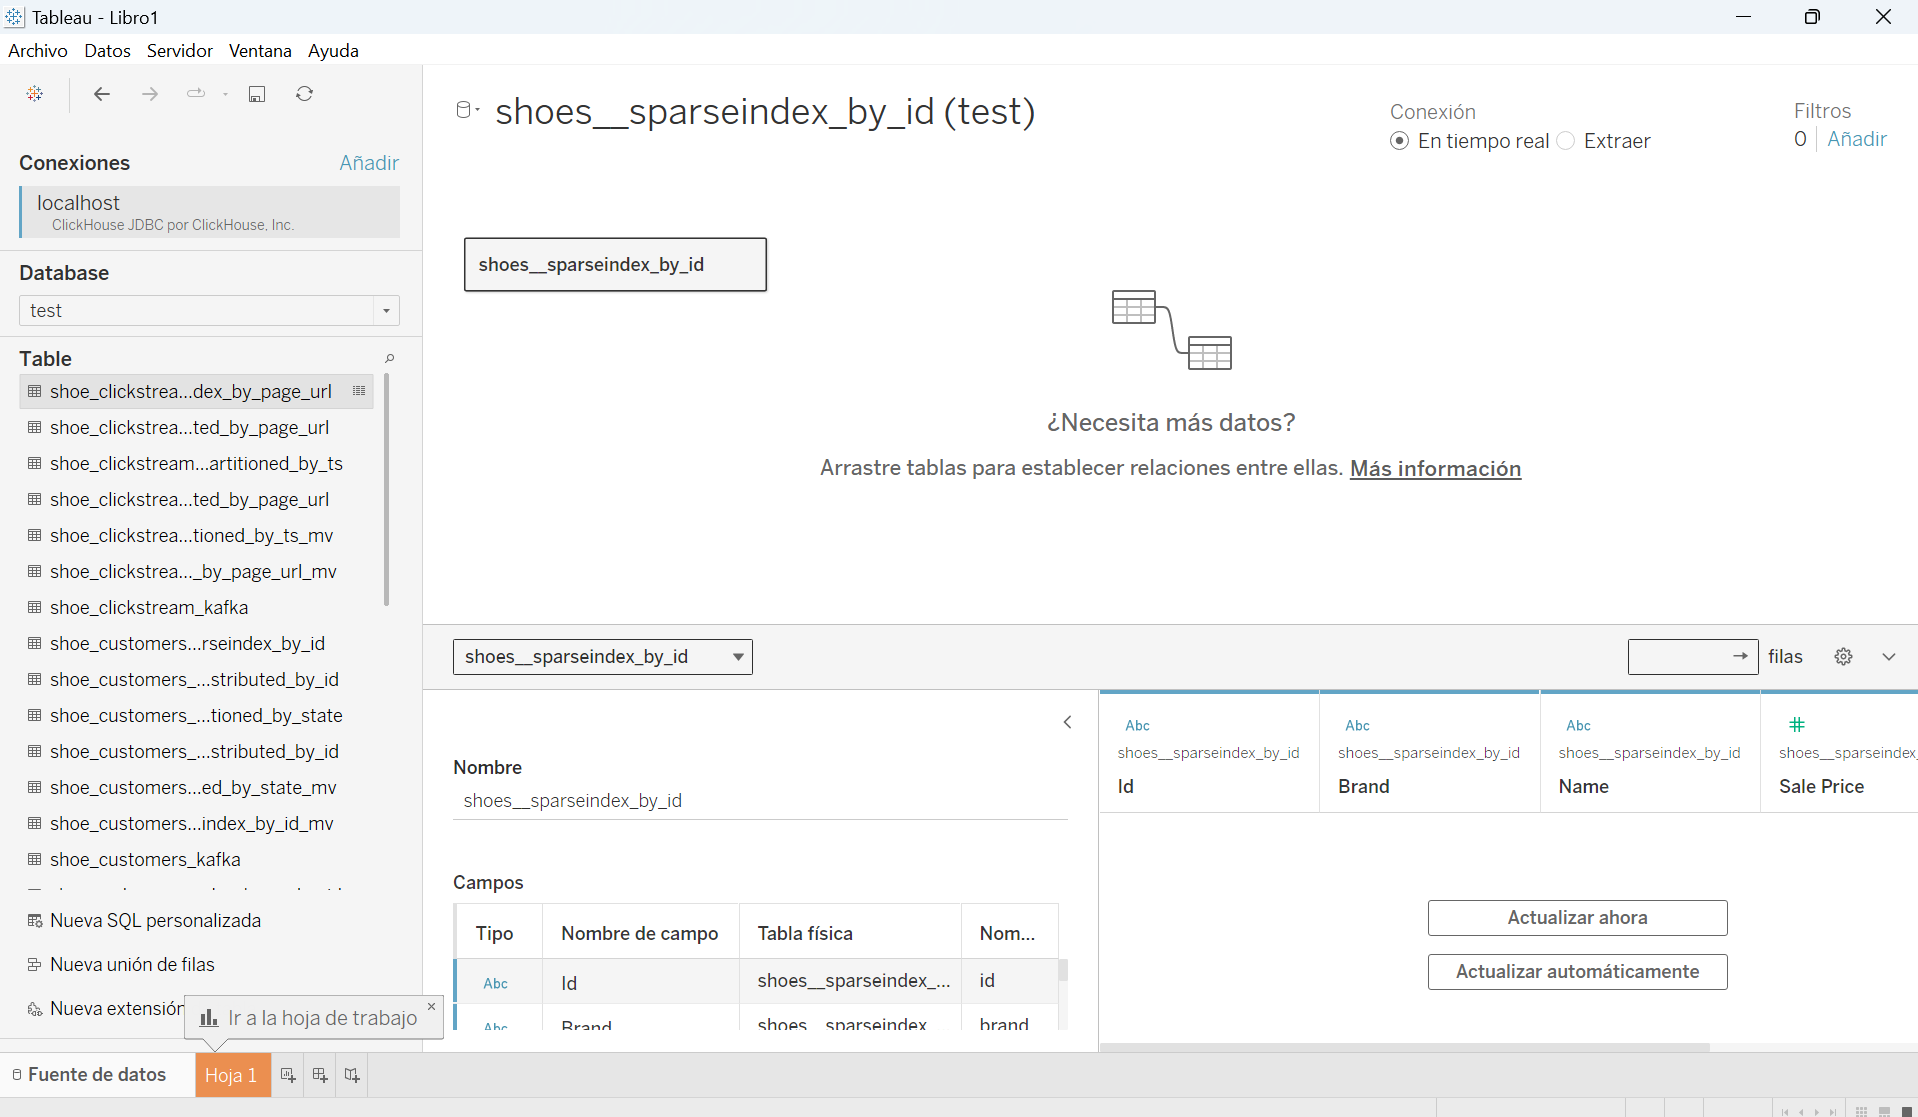 Tableau - Libro1
Archivo Datos Servidor Ventana Ayuda
Conexiones Añadir
localhost
ClickHouse JDBC por ClickHouse, Inc.
Database
test
Table
shoe_clickstrea...dex_by_page_url
shoe_clickstrea...ted_by_page_url
shoe_clickstream...artitioned_by_ts
shoe_clickstrea...ted_by_page_url
shoe_clickstrea...tioned_by_ts_mv
shoe_clickstrea..._by_page_url_mv
shoe_clickstream_kafka
shoe_customers...rseindex_by_id
shoe_customers_...stributed_by_id
shoe_customers_...tioned_by_state
shoe_customers_...stributed_by_id
shoe_customers...ed_by_state_mv
shoe_customers...index_by_id_mv
shoe_customers_kafka
Nueva SQL personalizada
Nueva unión de filas
Nueva extensión
Ir a la hoja de trabajo
shoes__sparseindex_by_id (test)
Conexión
En tiempo real Extraer
Filtros
0 Añadir
shoes__sparseindex_by_id
¿Necesita más datos?
Arrastre tablas para establecer relaciones entre ellas. Más información
shoes__sparseindex_by_id
filas
Nombre
shoes__sparseindex_by_id
Campos
Tipo Nombre de campo Tabla física Nom...
Abc Id shoes__sparseindex_... id
Abc Brand shoes__sparseindex brand
Abc Abc Abc #
shoes__sparseindex_by_id shoes__sparseindex_by_id shoes__sparseindex_by_id shoes__sparseindex_
Id Brand Name Sale Price
Actualizar ahora
Actualizar automáticamente
Fuente de datos Hoja 1